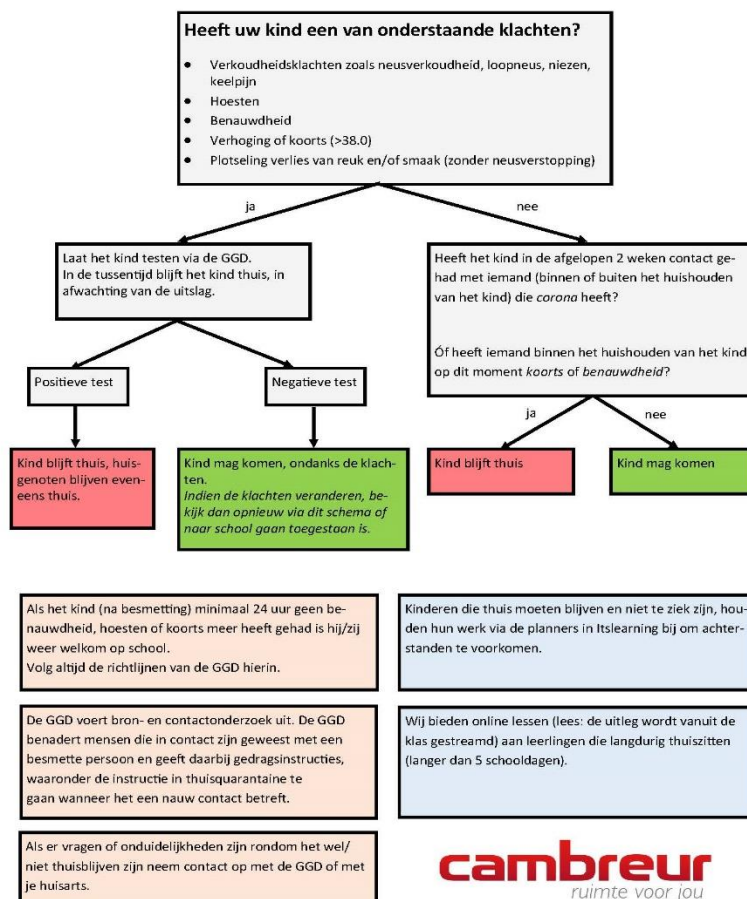 Heeft uw kind een van onderstaande klachten?
• Verkoudheidsklachten zoals neusverkoudheid, loopneus, niezen,
keelpijn
• Hoesten
• Benauwdheid
• Verhoging of koorts (>38.0)
• Plotseling verlies van reuk en/of smaak (zonder neusverstopping)
ja
nee
Laat het kind testen via de GGD.
In de tussentijd blijft het kind thuis, in
afwachting van de uitslag.
Heeft het kind in de afgelopen 2 weken contact ge-
had met iemand (binnen of buiten het huishouden
van het kind) die corona heeft?
Óf heeft iemand binnen het huishouden van het kind
op dit moment koorts of benauwdheid?
Positieve test
Negatieve test
ja
nee
Kind blijft thuis, huis-
genoten blijven even-
eens thuis.
Kind mag komen, ondanks de klach-
ten.
Indien de klachten veranderen, be-
kijk dan opnieuw via dit schema of
naar school gaan toegestaan is.
Kind blijft thuis
Kind mag komen
Als het kind (na besmetting) minimaal 24 uur geen be-
nauwdheid, hoesten of koorts meer heeft gehad is hij/zij
weer welkom op school.
Volg altijd de richtlijnen van de GGD hierin.
Kinderen die thuis moeten blijven en niet te ziek zijn, hou-
den hun werk via de planners in Itslearning bij om achter-
standen te voorkomen.
De GGD voert bron- en contactonderzoek uit. De GGD
benadert mensen die in contact zijn geweest met een
besmette persoon en geeft daarbij gedragsinstructies,
waaronder de instructie in thuisquarantaine te
gaan wanneer het een nauw contact betreft.
Wij bieden online lessen (lees: de uitleg wordt vanuit de
klas gestreamd) aan leerlingen die langdurig thuiszitten
(langer dan 5 schooldagen).
Als er vragen of onduidelijkheden zijn rondom het wel/
niet thuisblijven zijn neem contact op met de GGD of met
je huisarts.
cambreur
ruimte voor jou